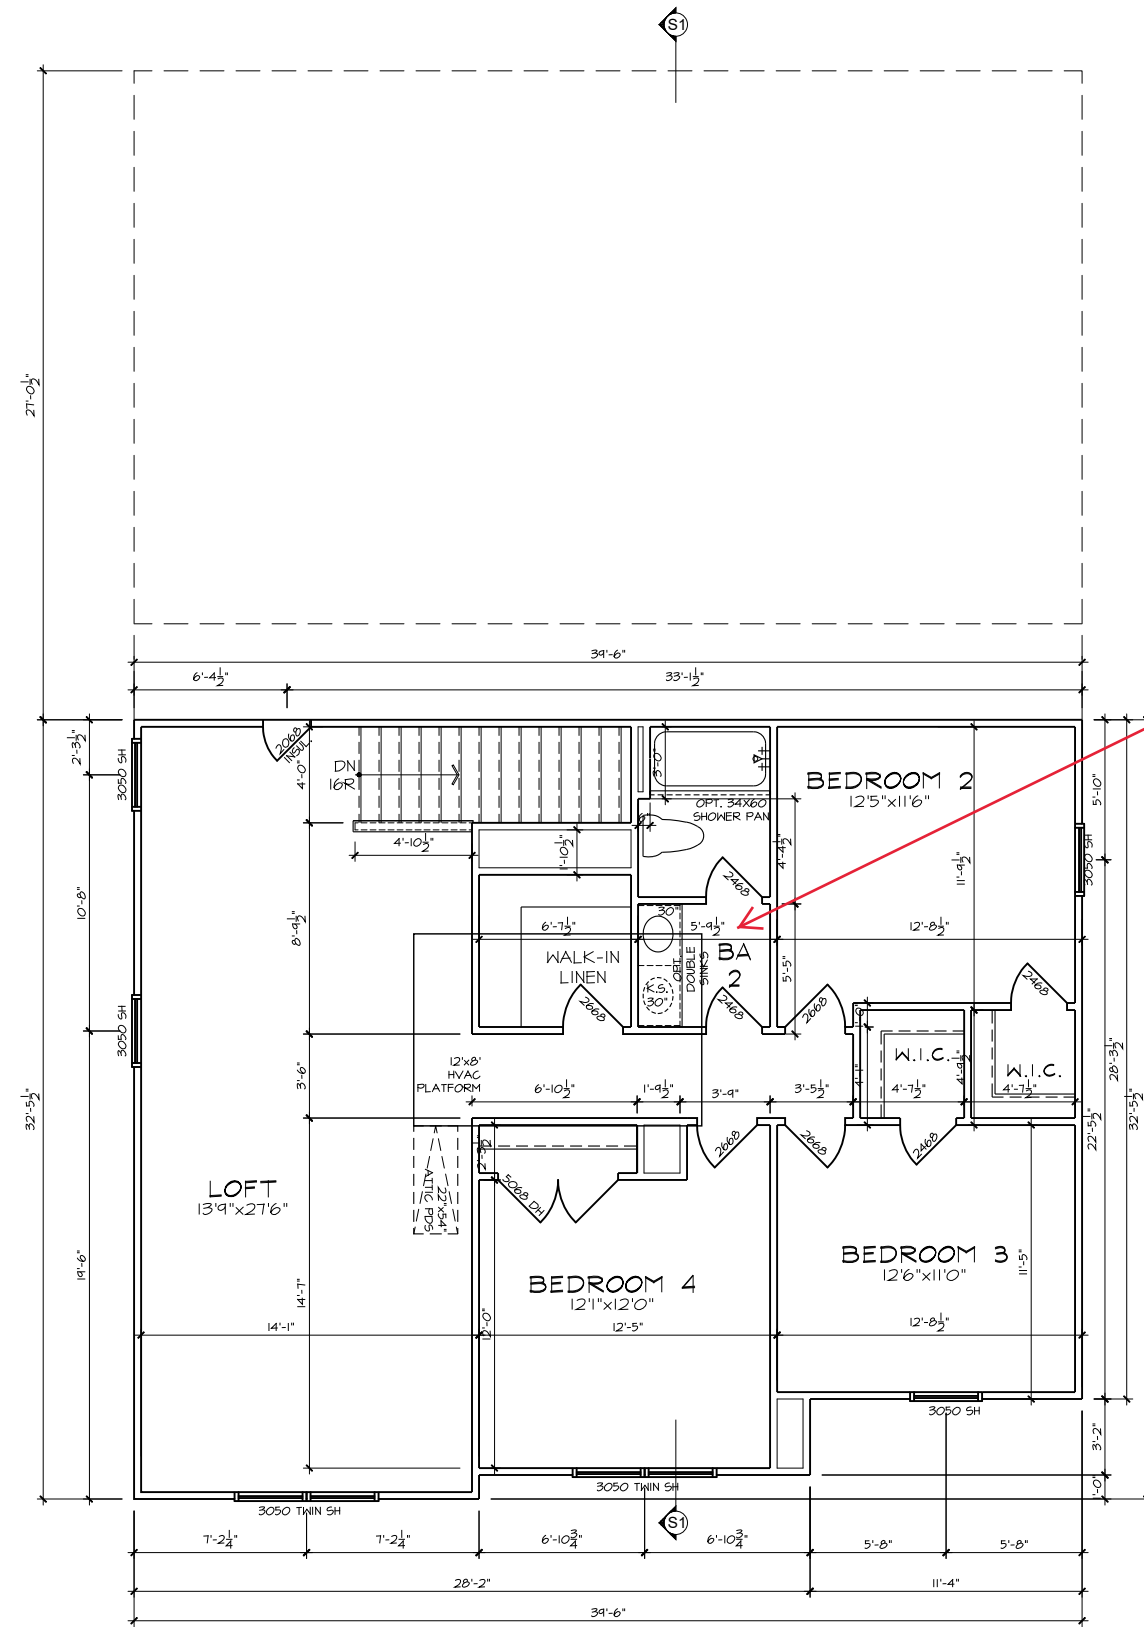 S1
27'-0½"
39'-6"
6'-4½"
33'-1½"
2'-3½"
3050 SH
2068
INSUL.
DN
16R
4'-0"
3'-0"
OPT. 34X60
SHOWER PAN
BEDROOM 2
12'5"x11'6"
5'-10"
3050 SH
4'-10½"
1'-10½"
6"
4'-4½"
11'-9½"
2468
10'-8"
8'-9½"
6'-7½"
30"
5'-9½"
12'-8½"
WALK-IN
LINEN
OPT.
DOUBLE
SINKS
BA
2
5'-5"
K.S.
30"
2668
2468
2668
2468
3050 SH
W.I.C.
W.I.C.
28'-3½"
32'-5½"
32'-5½"
3'-6"
12'x8'
HVAC
PLATFORM
6'-10½"
1'-9½"
3'-9"
3'-5½"
4'-1"
4'-7½"
4'-9½"
4'-7½"
22'-5½"
2668
2668
2468
5068 DH
22"x54"
ATTIC PDS
LOFT
13'9"x27'6"
BEDROOM 3
12'6"x11'0"
11'-5"
BEDROOM 4
12'1"x12'0"
19'-6"
14'-7"
14'-1"
12'-0"
12'-5"
12'-8½"
3050 SH
3'-2"
3050 TWIN SH
3050 TWIN SH
S1
7'-2¼"
7'-2¼"
6'-10¾"
6'-10¾"
5'-8"
5'-8"
28'-2"
11'-4"
39'-6"